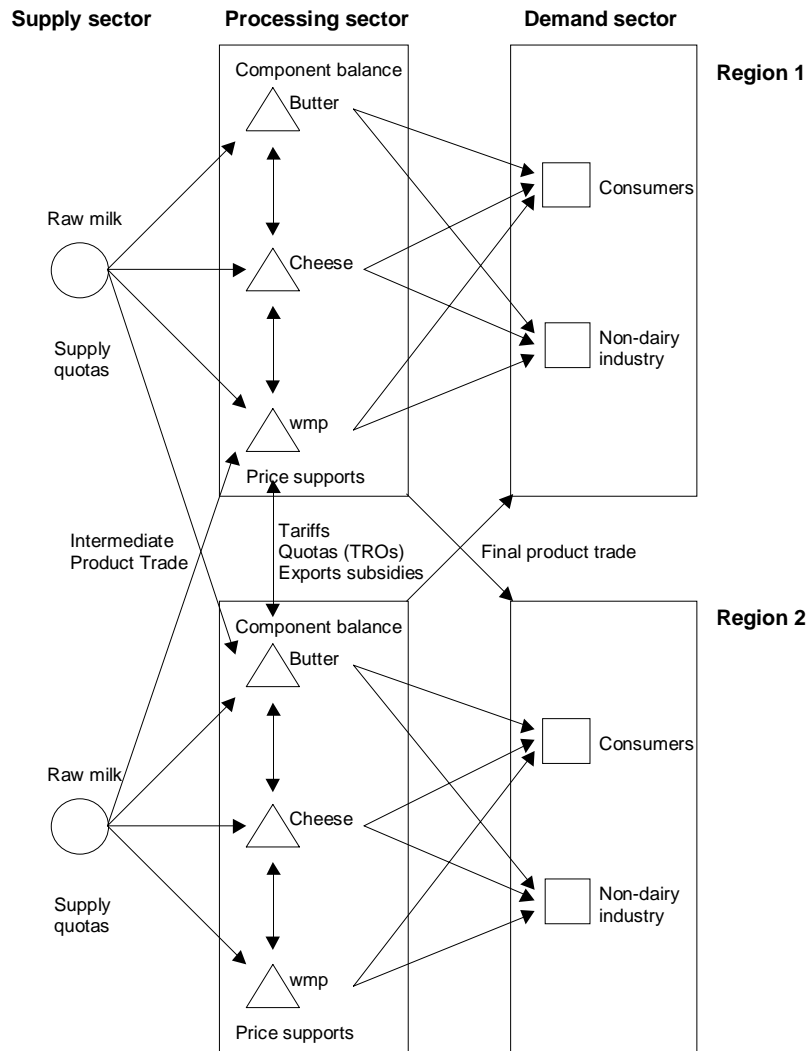 Supply sector
Processing sector
Demand sector
Region 1
Component balance
Butter
Consumers
Raw milk
Cheese
Supply
quotas
Non-dairy
industry
wmp
Price supports
Intermediate
Product Trade
Tariffs
Quotas (TROs)
Exports subsidies
Final product trade
Region 2
Component balance
Butter
Consumers
Raw milk
Cheese
Supply
quotas
Non-dairy
industry
wmp
Price supports